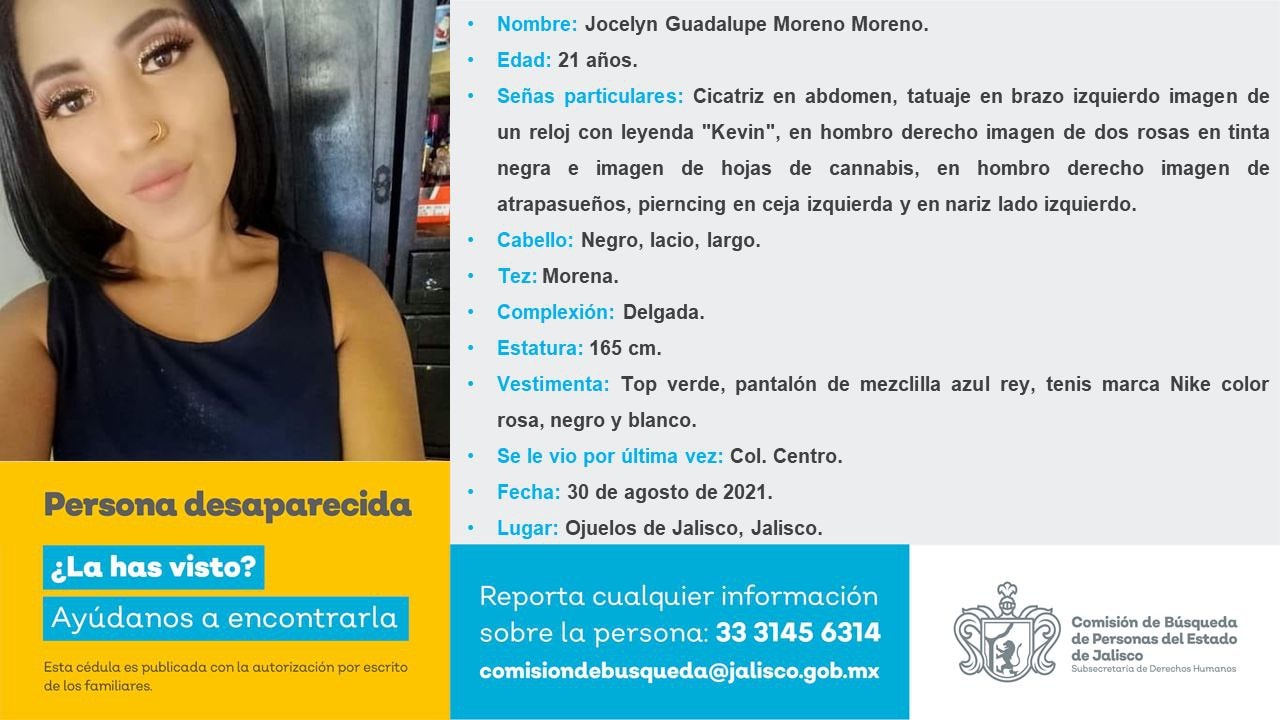 • Nombre: Jocelyn Guadalupe Moreno Moreno.
• Edad: 21 años.
• Señas particulares: Cicatriz en abdomen, tatuaje en brazo izquierdo imagen de
un reloj con leyenda "Kevin", en hombro derecho imagen de dos rosas en tinta
negra e imagen de hojas de cannabis, en hombro derecho imagen de
atrapasueños, pierncing en ceja izquierda y en nariz lado izquierdo.
• Cabello: Negro, lacio, largo.
• Tez: Morena.
• Complexión: Delgada.
• Estatura: 165 cm.
• Vestimenta: Top verde, pantalón de mezclilla azul rey, tenis marca Nike color
rosa, negro y blanco.
• Se le vio por última vez: Col. Centro.
• Fecha: 30 de agosto de 2021.
• Lugar: Ojuelos de Jalisco, Jalisco.
Persona desaparecida
¿La has visto?
Ayúdanos a encontrarla
Esta cédula es publicada con la autorización por escrito
de los familiares.
Reporta cualquier información
sobre la persona: 33 3145 6314
comisiondebusqueda@jalisco.gob.mx
Comisión de Búsqueda
de Personas del Estado
de Jalisco
Subsecretaría de Derechos Humanos